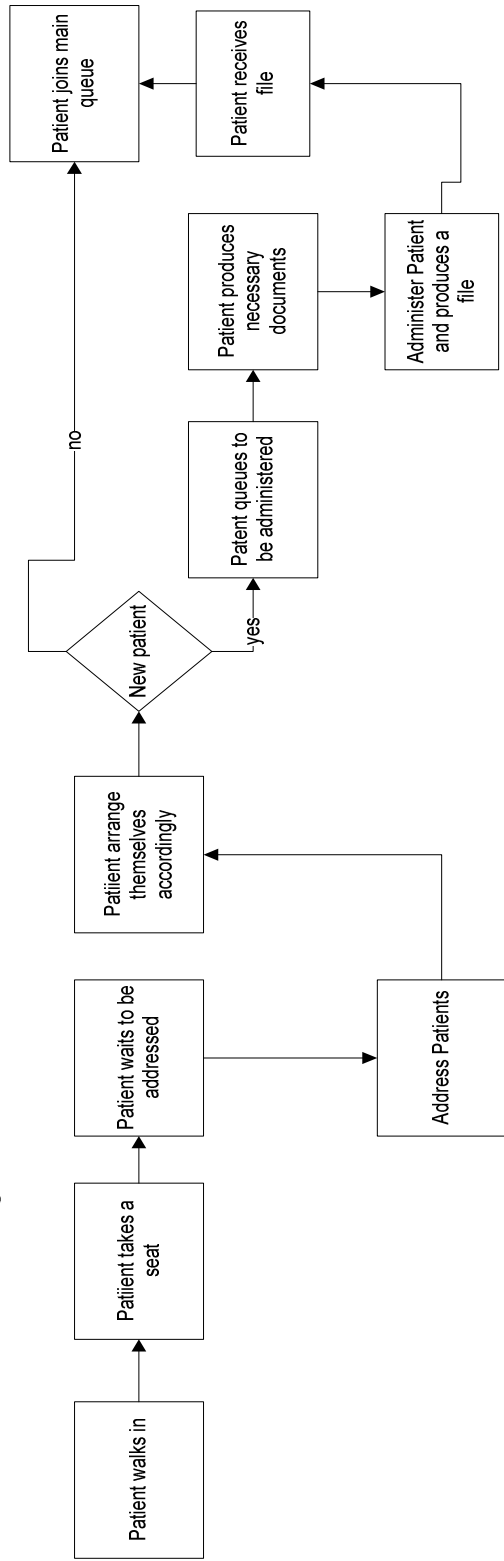 Patient walks in
Patiient takes a
seat
Patient waits to be
addressed
Address Patients
Patiient arrange
themselves
accordingly
New patient
no
yes
Patent queues to
be administered
Patient produces
necessary
documents
Administer Patient
and produces a
file
Patient receives
file
Patient joins main
queue